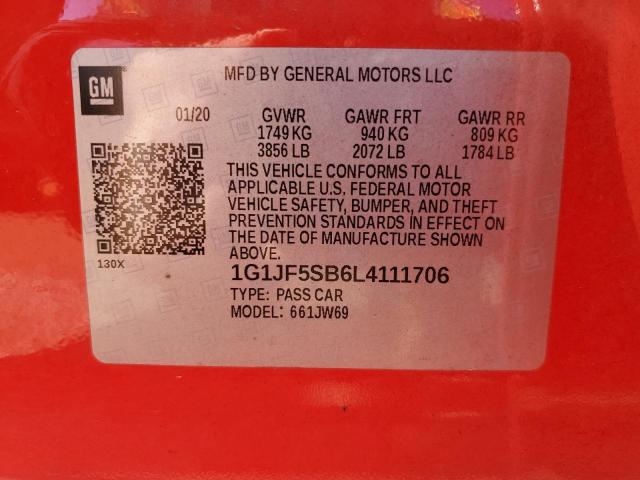 GM
MFD BY GENERAL MOTORS LLC
01/20 GVWR GAWR FRT GAWR RR
1749 KG 940 KG 809 KG
3856 LB 2072 LB 1784 LB
THIS VEHICLE CONFORMS TO ALL
APPLICABLE U.S. FEDERAL MOTOR
VEHICLE SAFETY, BUMPER, AND THEFT
PREVENTION STANDARDS IN EFFECT ON
THE DATE OF MANUFACTURE SHOWN
ABOVE.
130X
1G1JF5SB6L4111706
TYPE: PASS CAR
MODEL: 661JW69